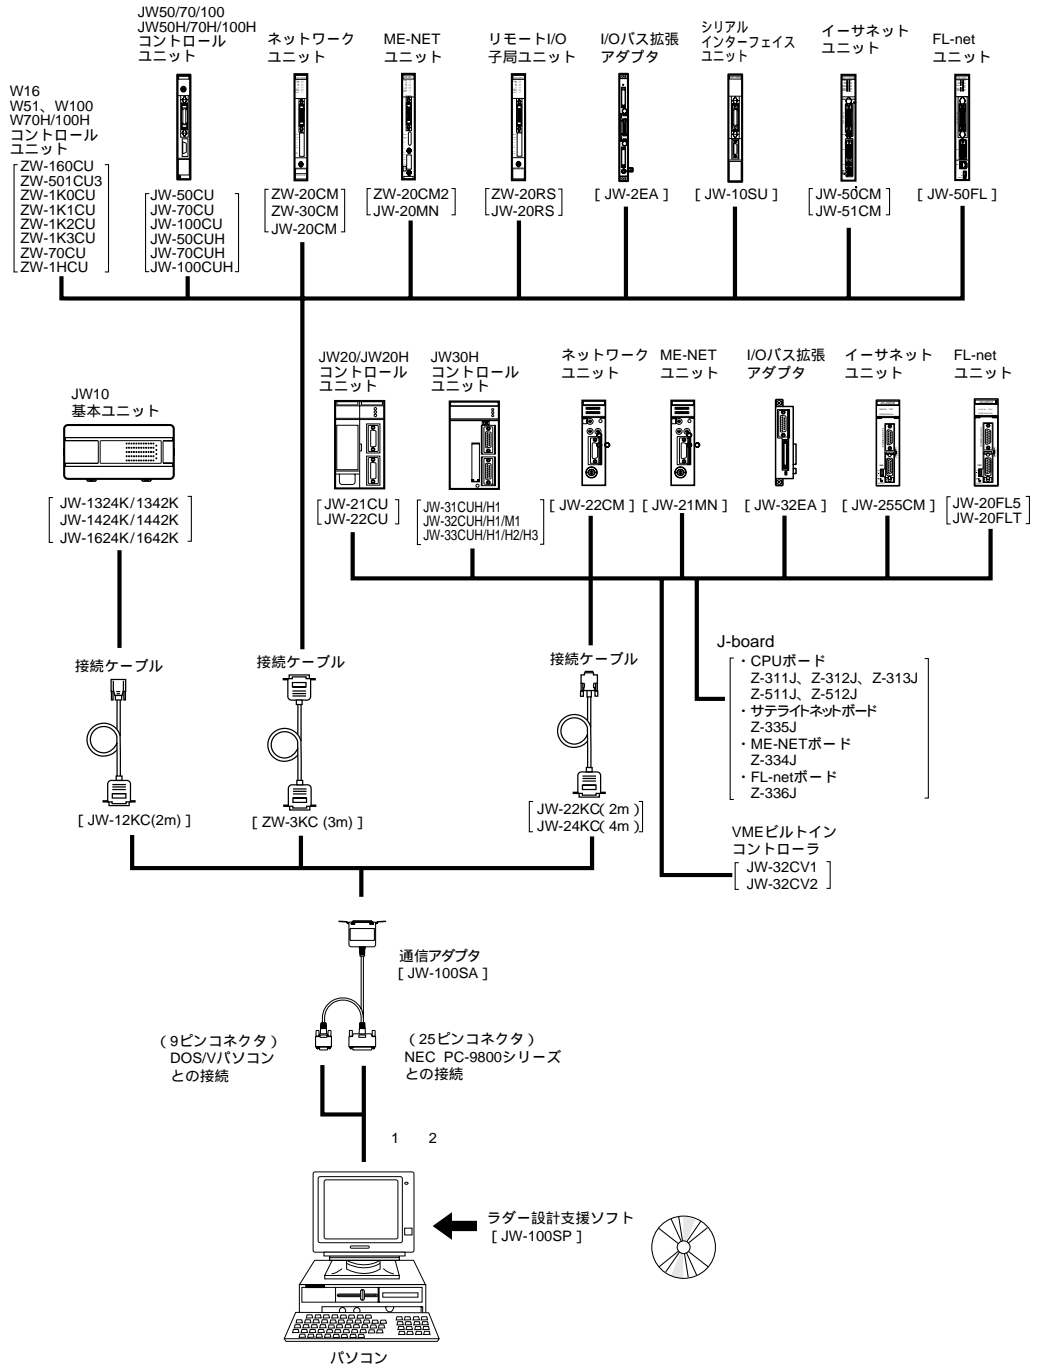 W16
W51、W100
W70H/100H
コントロール
ユニット
ZW-160CU
ZW-501CU3
ZW-1K0CU
ZW-1K1CU
ZW-1K2CU
ZW-1K3CU
ZW-70CU
ZW-1HCU
JW50/70/100
JW50H/70H/100H
コントロール
ユニット
JW-50CU
JW-70CU
JW-100CU
JW-50CUH
JW-70CUH
JW-100CUH
ネットワーク
ユニット
ZW-20CM
ZW-30CM
JW-20CM
ME-NET
ユニット
ZW-20CM2
JW-20MN
リモートI/O
子局ユニット
ZW-20RS
JW-20RS
I/Oバス拡張
アダプタ
[ JW-2EA ]
シリアル
インターフェイス
ユニット
[ JW-10SU ]
イーサネット
ユニット
JW-50CM
JW-51CM
FL-net
ユニット
[ JW-50FL ]
JW10
基本ユニット
JW-1324K/1342K
JW-1424K/1442K
JW-1624K/1642K
JW20/JW20H
コントロール
ユニット
JW-21CU
JW-22CU
JW30H
コントロール
ユニット
JW-31CUH/H1
JW-32CUH/H1/M1
JW-33CUH/H1/H2/H3
ネットワーク
ユニット
[ JW-22CM ]
ME-NET
ユニット
[ JW-21MN ]
I/Oバス拡張
アダプタ
[ JW-32EA ]
イーサネット
ユニット
[ JW-255CM ]
FL-net
ユニット
JW-20FL5
JW-20FLT
接続ケーブル
[ JW-12KC(2m) ]
接続ケーブル
[ ZW-3KC (3m) ]
接続ケーブル
JW-22KC( 2m )
JW-24KC( 4m )
J-board
・CPUボード
Z-311J、Z-312J、Z-313J
Z-511J、Z-512J
・サテライトネットボード
Z-335J
・ME-NETボード
Z-334J
・FL-netボード
Z-336J
VMEビルトイン
コントローラ
JW-32CV1
JW-32CV2
通信アダプタ
[ JW-100SA ]
(9ピンコネクタ)
DOS/Vパソコン
との接続
(25ピンコネクタ)
NEC PC-9800シリーズ
との接続
1 2
ラダー設計支援ソフト
[ JW-100SP ]
パソコン